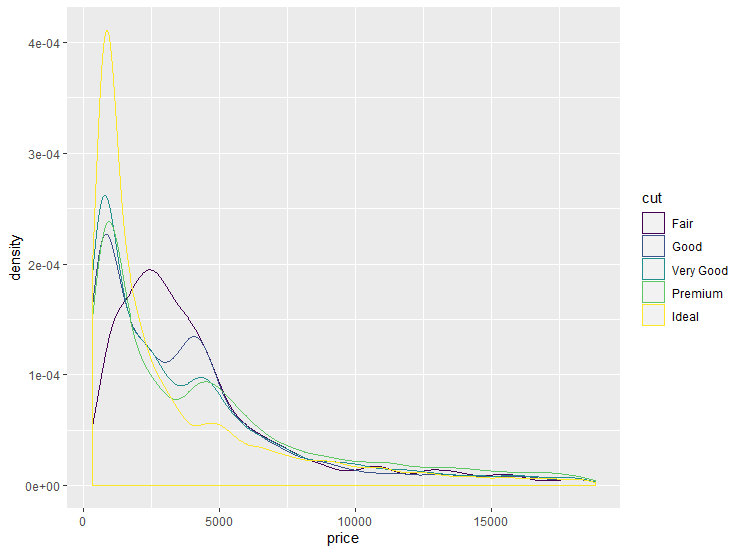 4e-04
3e-04
2e-04
1e-04
0e+00
density
0
5000
10000
15000
price
cut
Fair
Good
Very Good
Premium
Ideal